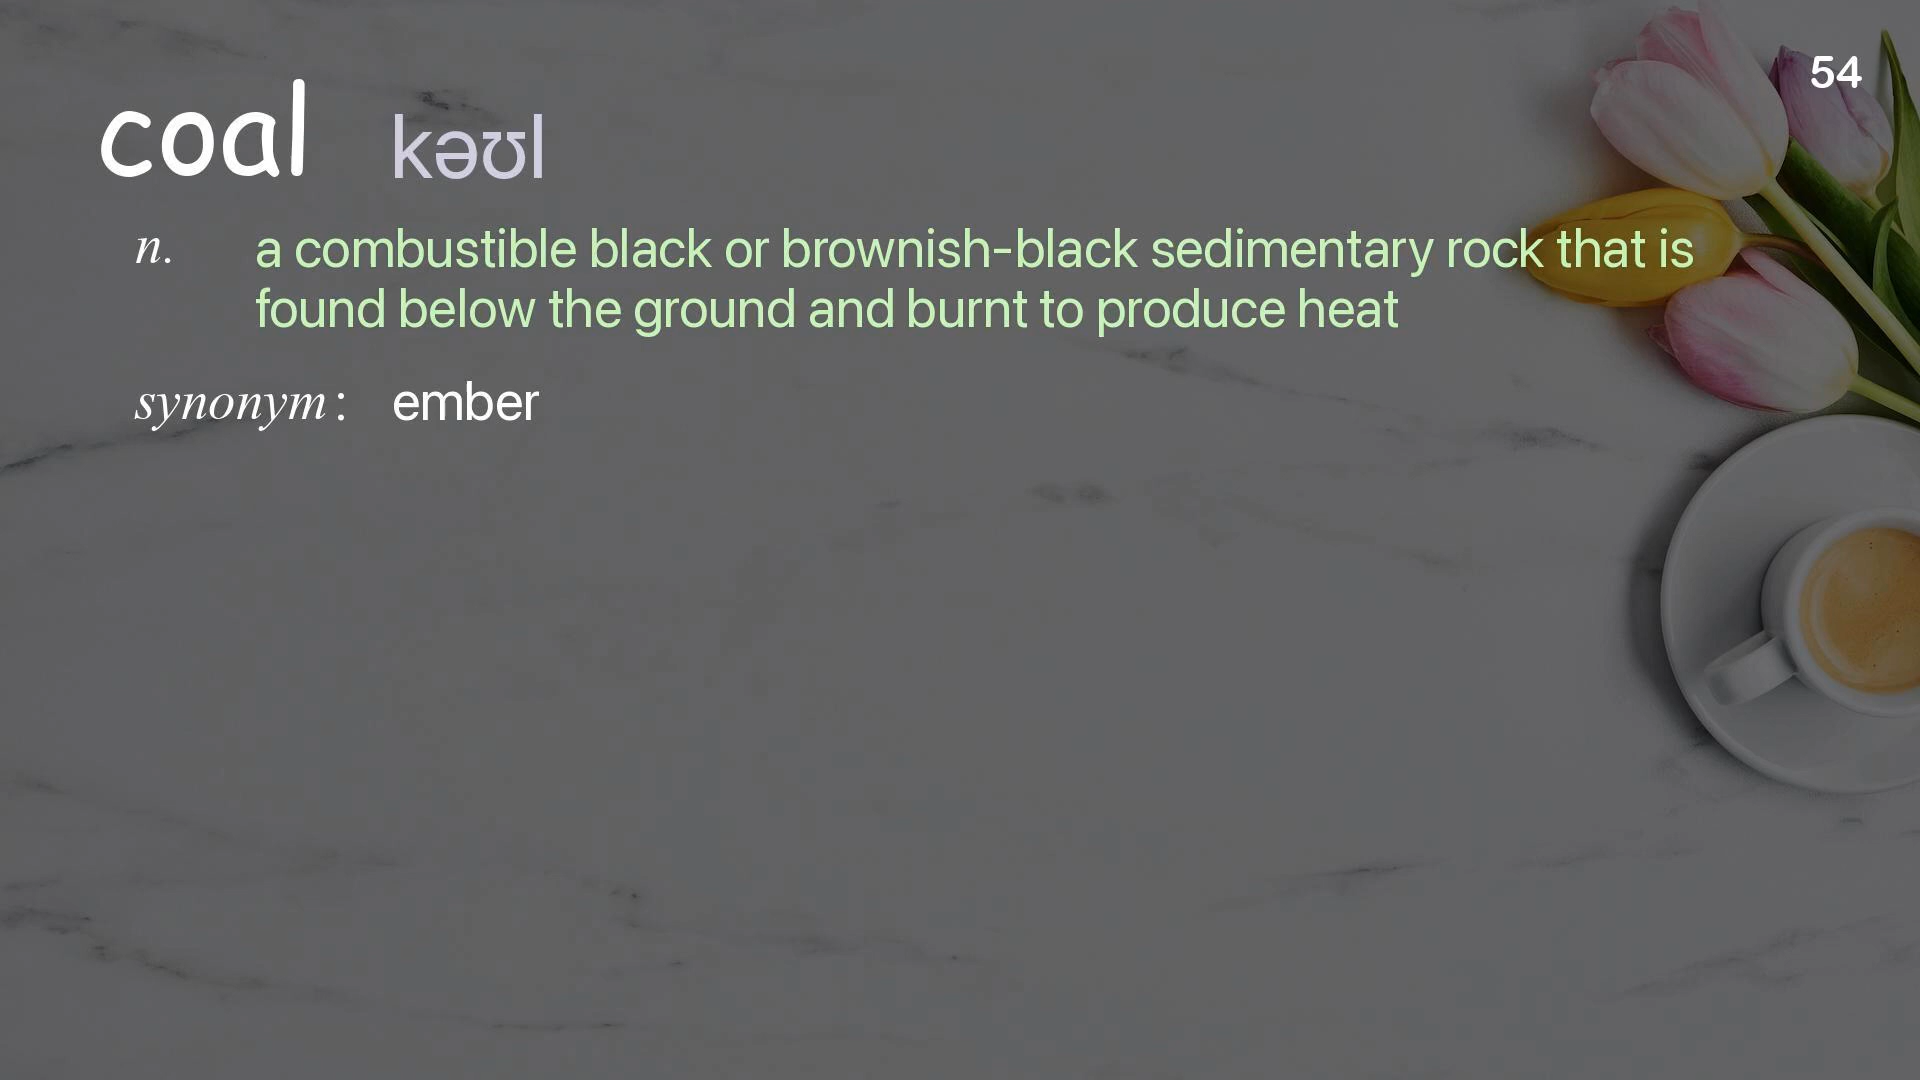 54
coal kəʊl
n. a combustible black or brownish-black sedimentary rock that is
found below the ground and burnt to produce heat
synonym: ember